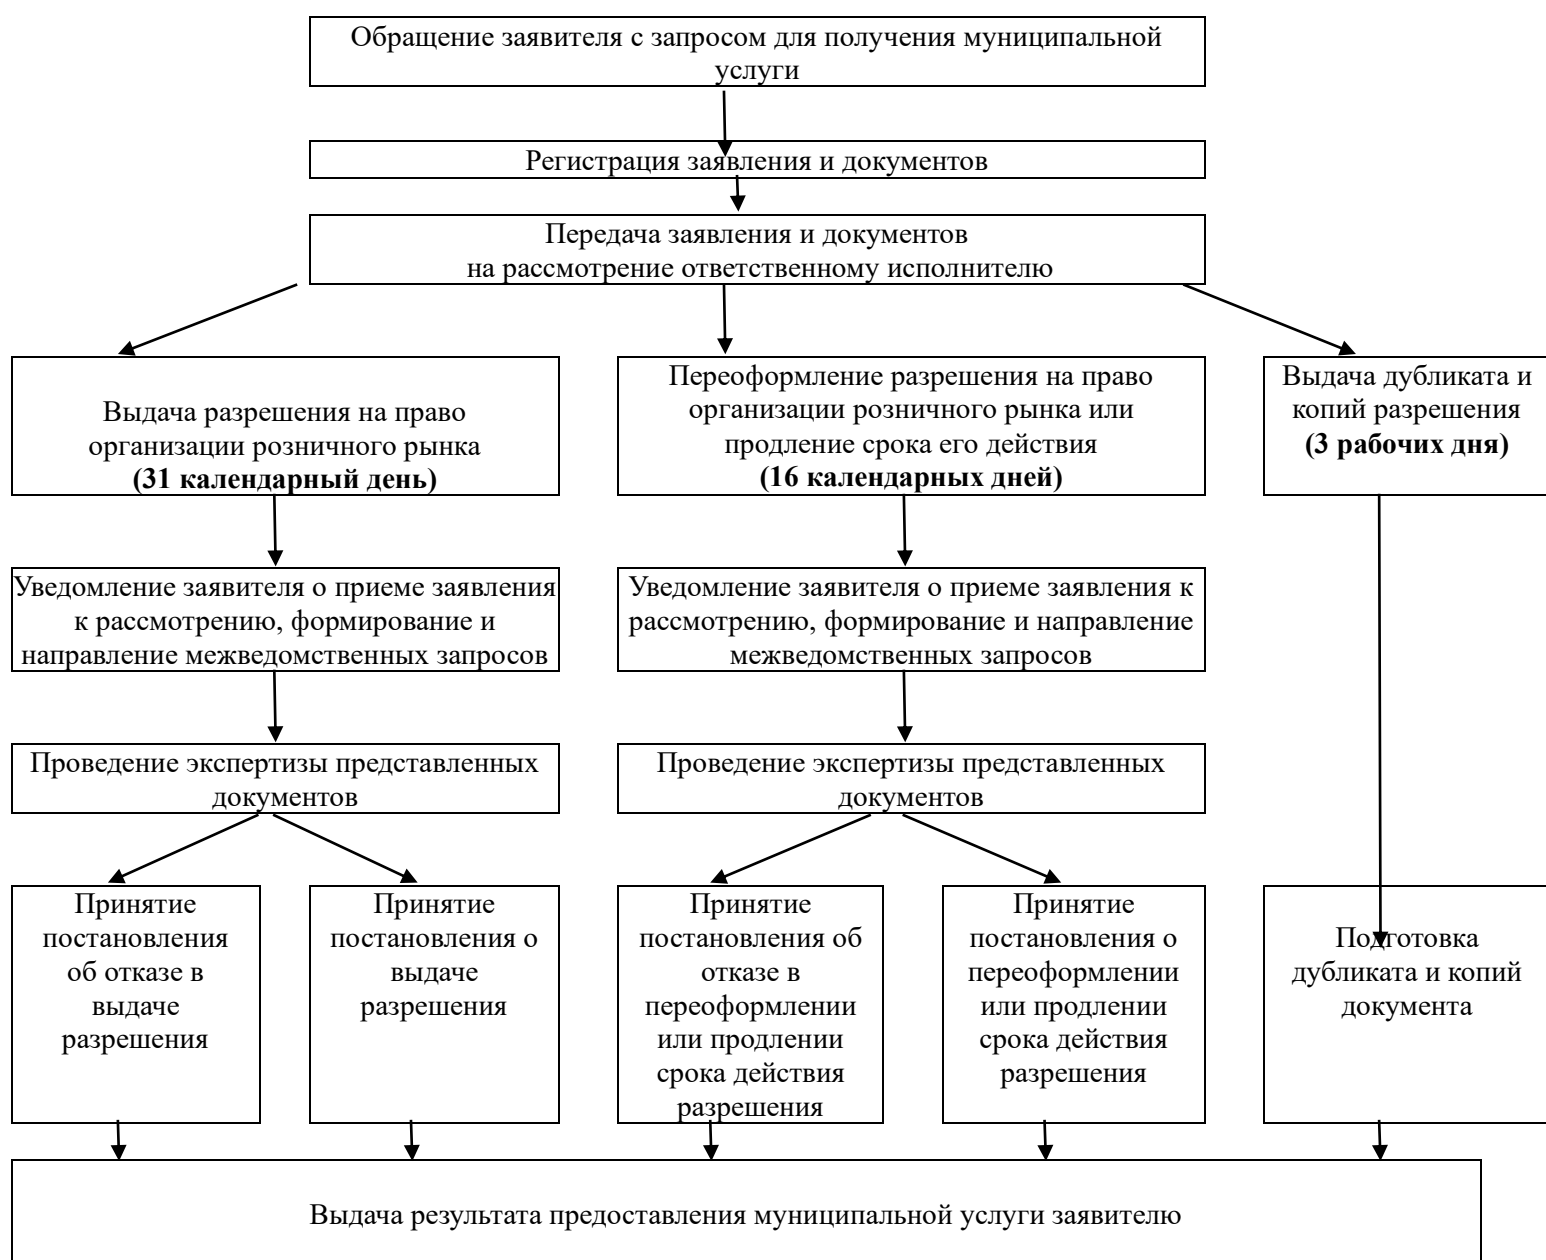 Обращение заявителя с запросом для получения муниципальной
услуги
Регистрация заявления и документов
Передача заявления и документов
на рассмотрение ответственному исполнителю
Выдача разрешения на право
организации розничного рынка
(31 календарный день)
Переоформление разрешения на право
организации розничного рынка или
продление срока его действия
(16 календарных дней)
Выдача дубликата и
копий разрешения
(3 рабочих дня)
Уведомление заявителя о приеме заявления
к рассмотрению, формирование и
направление межведомственных запросов
Уведомление заявителя о приеме заявления к
рассмотрению, формирование и направление
межведомственных запросов
Проведение экспертизы представленных
документов
Проведение экспертизы представленных
документов
Принятие
постановления
об отказе в
выдаче
разрешения
Принятие
постановления о
выдаче
разрешения
Принятие
постановления об
отказе в
переоформлении
или продлении
срока действия
разрешения
Принятие
постановления о
переоформлении
или продлении
срока действия
разрешения
Подготовка
дубликата и копий
документа
Выдача результата предоставления муниципальной услуги заявителю